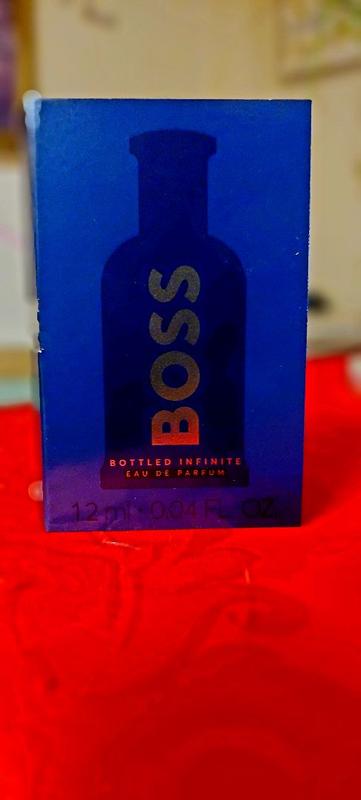 BOSS
BOTTLED INFINITE
EAU DE PARFUM
1.2 ml - 0.04 FL. OZ.